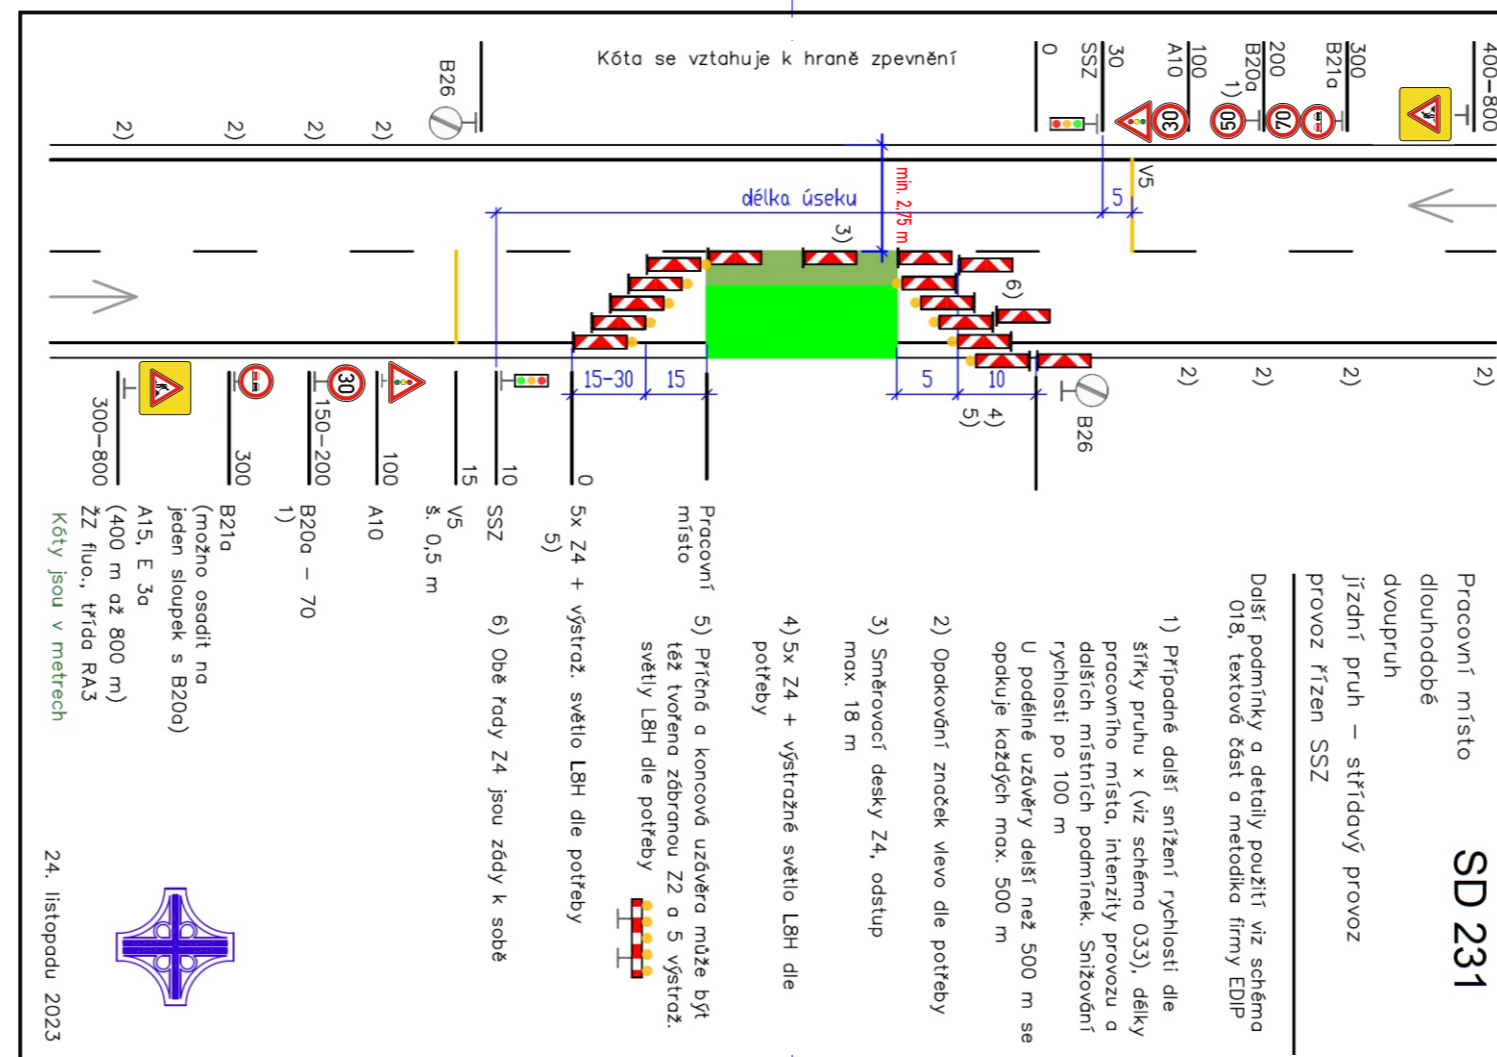 Kóta se vztahuje k hraně zpevnění
B26
2)
2)
2)
2)
0
SSZ
30
A10
100
B20a
1)
200
B21a
300
400-800
30
50
70
V5
5
délka úseku
min. 2,75 m
3)
6)
15-30
15
5
10
4)
5)
B26
2)
2)
2)
2)
30
300-800
300
150-200
100
15
10
0
Pracovní
místo
5x Z4 + výstraž. světlo L8H dle potřeby
5)
SSZ
V5
š. 0,5 m
A10
B20a - 70
1)
B21a
(možno osadit na
jeden sloupek s B20a)
A15, E 3a
(400 m až 800 m)
ZZ fluo., třída RA3
Kóty jsou v metrech
SD 231
Pracovní místo
dlouhodobé
dvoupruh
jízdní pruh - střídavý provoz
provoz řízen SSZ
Další podmínky a detaily použití viz schéma
018, textová část a metodika firmy EDIP
1) Případné další snížení rychlosti dle
šířky pruhu x (viz schéma 033), délky
pracovního místa, intenzity provozu a
dalších místních podmínek. Snižování
rychlosti po 100 m
U podélné uzávěry delší než 500 m se
opakuje každých max. 500 m
2) Opakování značek vlevo dle potřeby
3) Směrovací desky Z4, odstup
max. 18 m
4) 5x Z4 + výstražné světlo L8H dle
potřeby
5) Příčná a koncová uzávěra může být
též tvořena zábranou Z2 a 5 výstraž.
světly L8H dle potřeby
6) Obě řady Z4 jsou zády k sobě
24. listopadu 2023